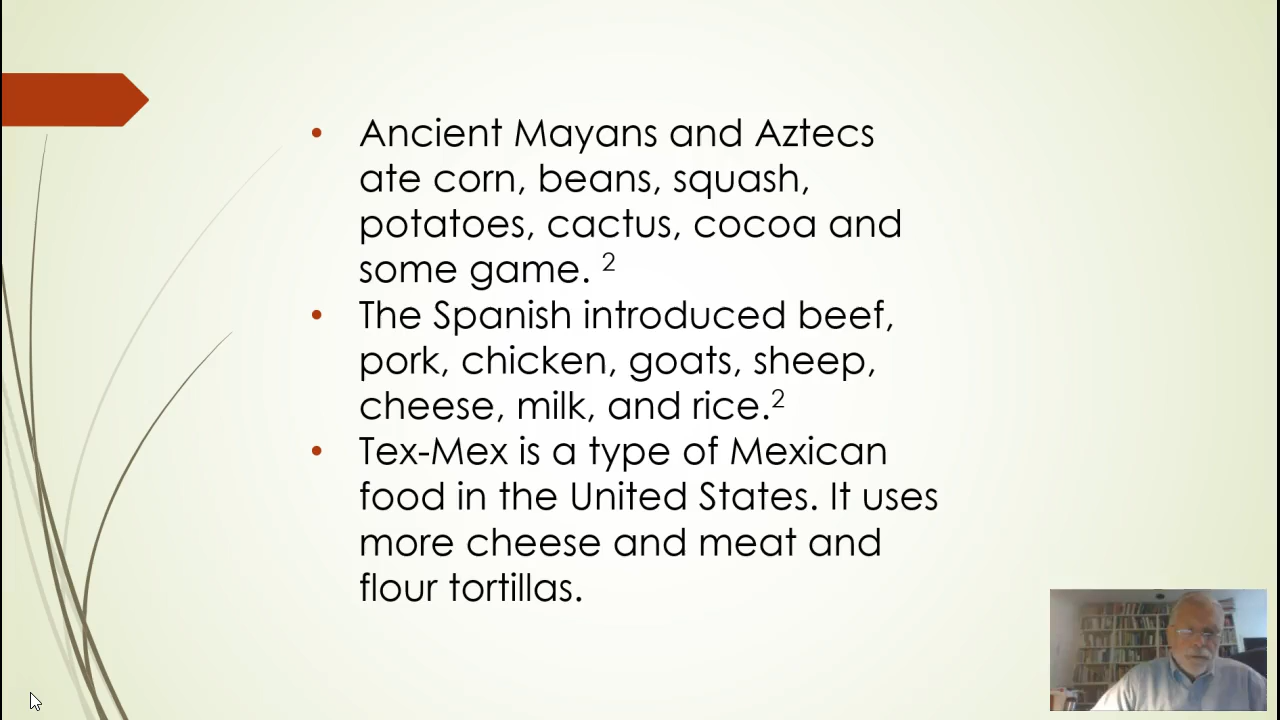 • Ancient Mayans and Aztecs
ate corn, beans, squash,
potatoes, cactus, cocoa and
some game. ²
• The Spanish introduced beef,
pork, chicken, goats, sheep,
cheese, milk, and rice.²
• Tex-Mex is a type of Mexican
food in the United States. It uses
more cheese and meat and
flour tortillas.